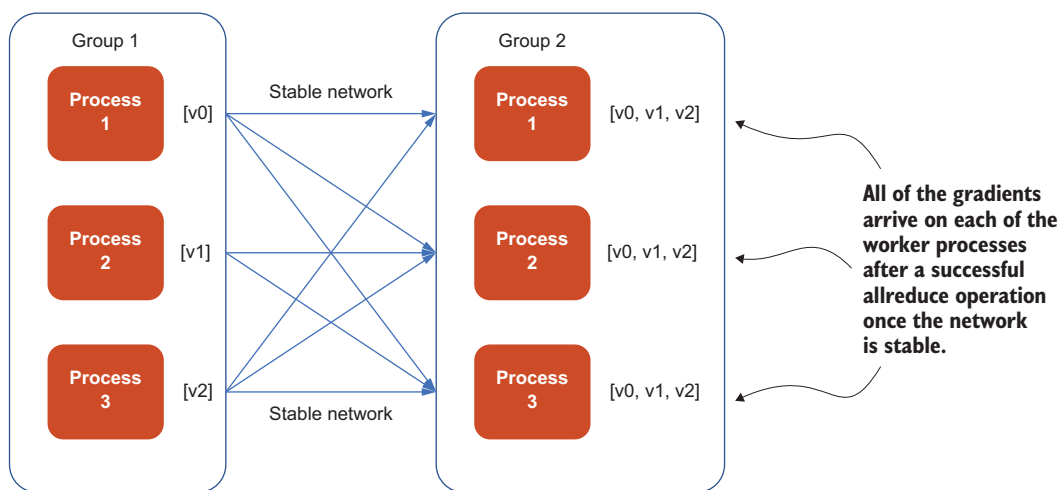 Group 1
Process
1
[v0]
Process
2
[v1]
Process
3
[v2]
Stable network
Stable network
Group 2
Process
1
[v0, v1, v2]
Process
2
[v0, v1, v2]
Process
3
[v0, v1, v2]
All of the gradients
arrive on each of the
worker processes
after a successful
allreduce operation
once the network
is stable.